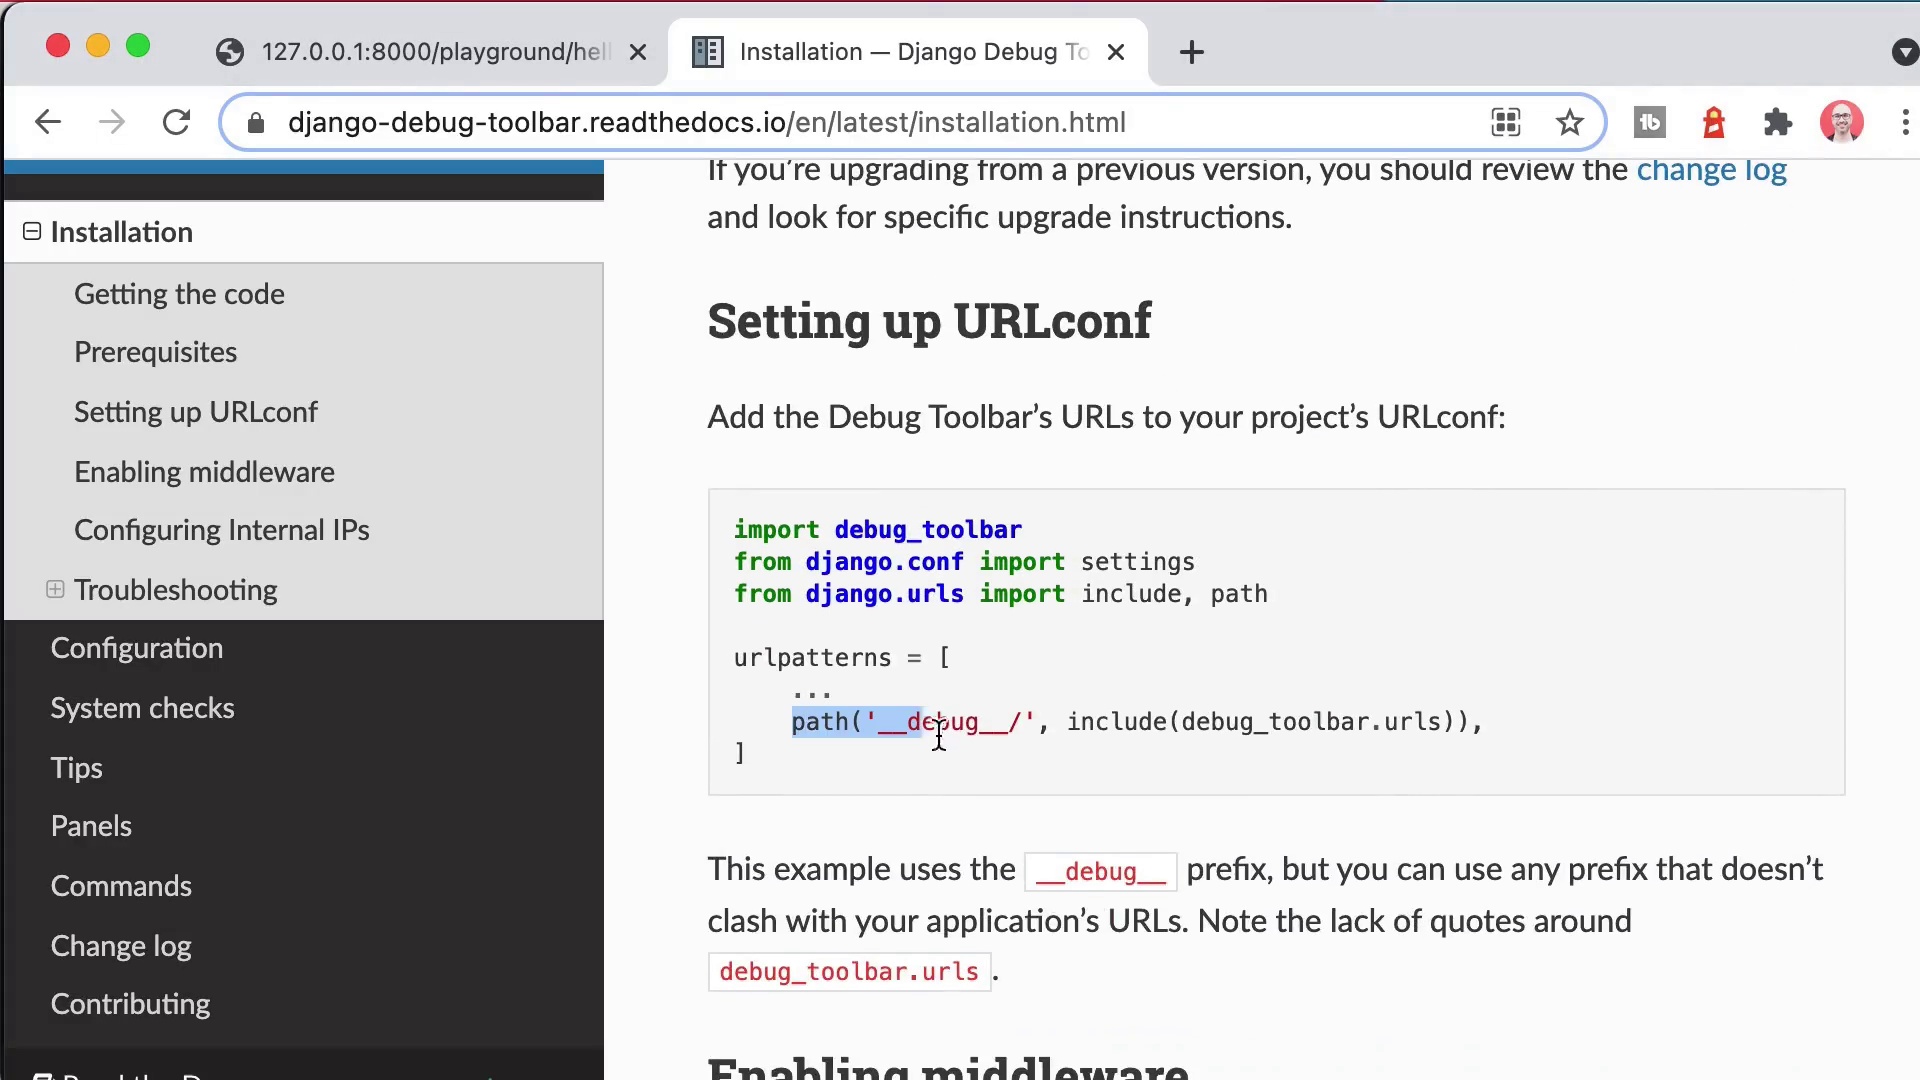 127.0.0.1:8000/playground/hell
Installation — Django Debug To
django-debug-toolbar.readthedocs.io/en/latest/installation.html
Installation
Getting the code
Prerequisites
Setting up URLconf
Enabling middleware
Configuring Internal IPs
Troubleshooting
Configuration
System checks
Tips
Panels
Commands
Change log
Contributing
If you’re upgrading from a previous version, you should review the change log
and look for specific upgrade instructions.
Setting up URLconf
Add the Debug Toolbar’s URLs to your project’s URLconf:
import debug_toolbar
from django.conf import settings
from django.urls import include, path
urlpatterns = [
...
path('__debug__/', include(debug_toolbar.urls)),
]
This example uses the __debug__ prefix, but you can use any prefix that doesn’t
clash with your application’s URLs. Note the lack of quotes around
debug_toolbar.urls.
Enabling middleware